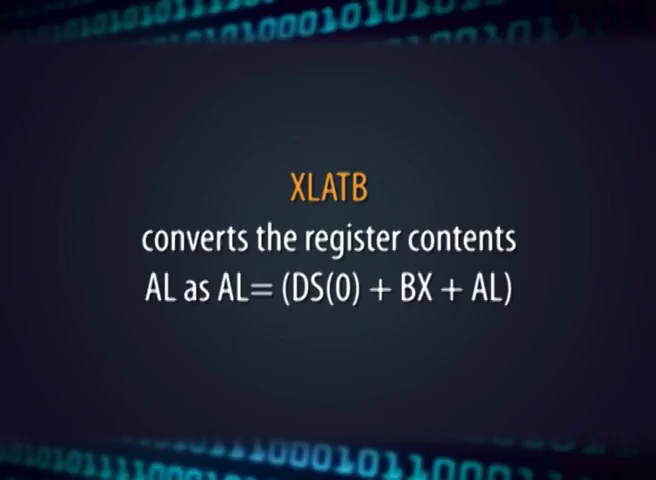 XLATB
converts the register contents
AL as AL= (DS(0) + BX + AL)